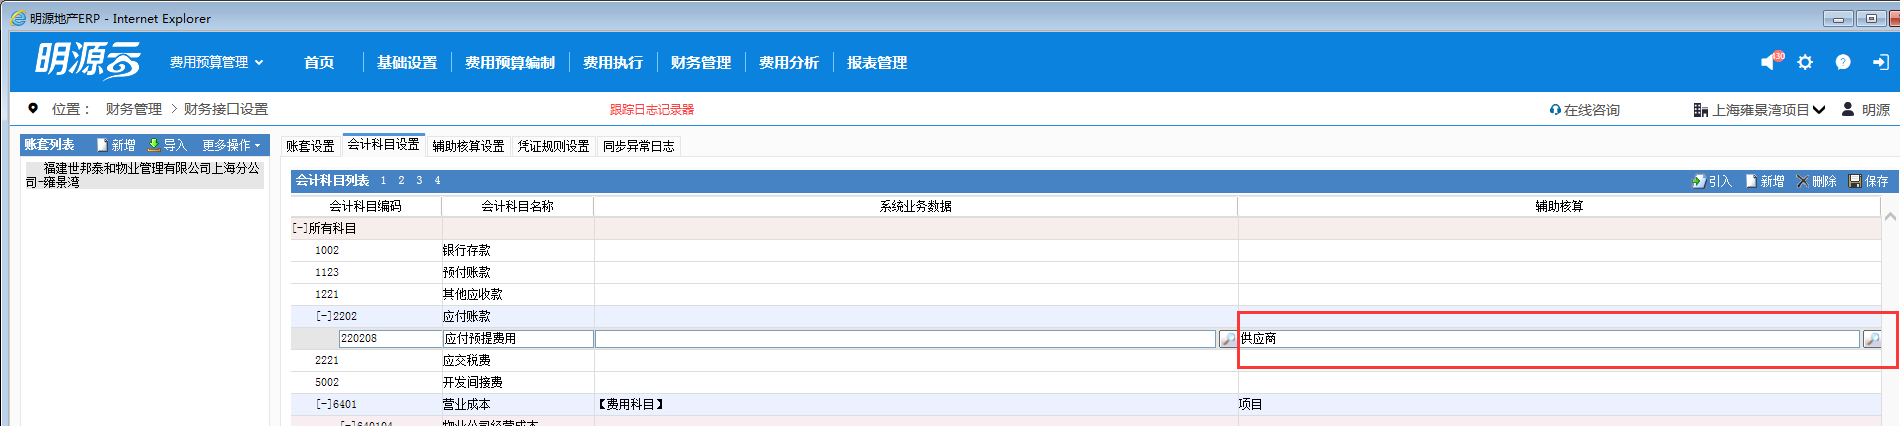 明源地产ERP - Internet Explorer
明源云 费用预算管理 首页 基础设置 费用预算编制 费用执行 财务管理 费用分析 报表管理 130
位置： 财务管理 > 财务接口设置 跟踪日志记录器 在线咨询 上海雍景湾项目 明源
账套列表 新增 导入 更多操作
福建世邦泰和物业管理有限公司上海分公
司-雍景湾
账套设置 会计科目设置 辅助核算设置 凭证规则设置 同步异常日志
会计科目列表 1 2 3 4 引入 新增 删除 保存
会计科目编码 会计科目名称 系统业务数据 辅助核算
[-]所有科目
1002 银行存款
1123 预付账款
1221 其他应收款
[-]2202 应付账款
220208 应付预提费用 供应商
2221 应交税费
5002 开发间接费
[-]6401 营业成本 【费用科目】 项目
[-]640104 物业公司经营成本